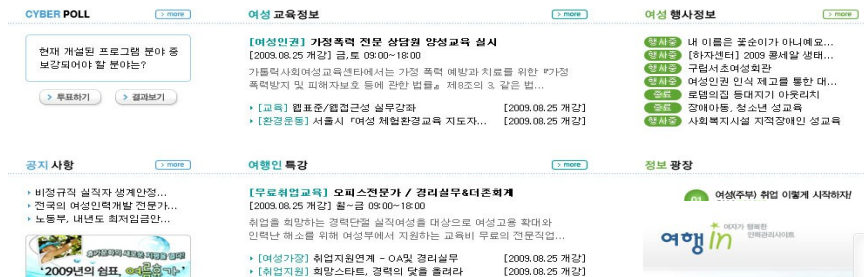 CYBER POLL
> more
현재 개설된 프로그램 분야 중
보강되어야 할 분야는?
> 투표하기
> 결과보기
여성 교육정보
> more
[여성인권] 가정폭력 전문 상담원 양성교육 실시
[2009.08.25 개강] 금,토 09:00~18:00
가톨릭사회여성교육센타에서는 가정 폭력 예방과 치료를 위한 『가정
폭력방지 및 피해자보호 등에 관한 법률』 제8조의 3, 같은 법...
[교육] 웹표준/웹접근성 실무강좌 [2009.08.25 개강]
[환경운동] 서울시 『여성 체험환경교육 지도자... [2009.08.25 개강]
여성 행사정보
> more
행사중 내 이름은 꽃순이가 아니예요...
행사중 [하자센터] 2009 콩세알 생태...
행사중 구립서초여성회관
행사중 여성인권 인식 제고를 통한 대...
종료 로뎀의집 등대지기 아웃리치
종료 장애아동, 청소년 성교육
행사중 사회복지시설 지적장애인 성교육
공지 사항
> more
비정규직 실직자 생계안정...
전국의 여성인력개발 전문가...
노동부, 내년도 최저임금안...
'2009년의 쉼표, 여름휴가'
여행인 특강
> more
[무료취업교육] 오피스전문가 / 경리실무&더존회계
[2009.08.25 개강] 월~금 09:00~18:00
취업을 희망하는 경력단절 실직여성을 대상으로 여성고용 확대와
인력난 해소를 위해 여성부에서 지원하는 교육비 무료의 전문직업...
[여성가장] 취업지원연계 - OA및 경리실무 [2009.08.25 개강]
[취업지원] 희망스타트, 경력의 닻을 올려라 [2009.08.25 개강]
정보 광장
01 여성(주부) 취업 이렇게 시작하자!
여행in
여자가 행복한
인력관리사이트